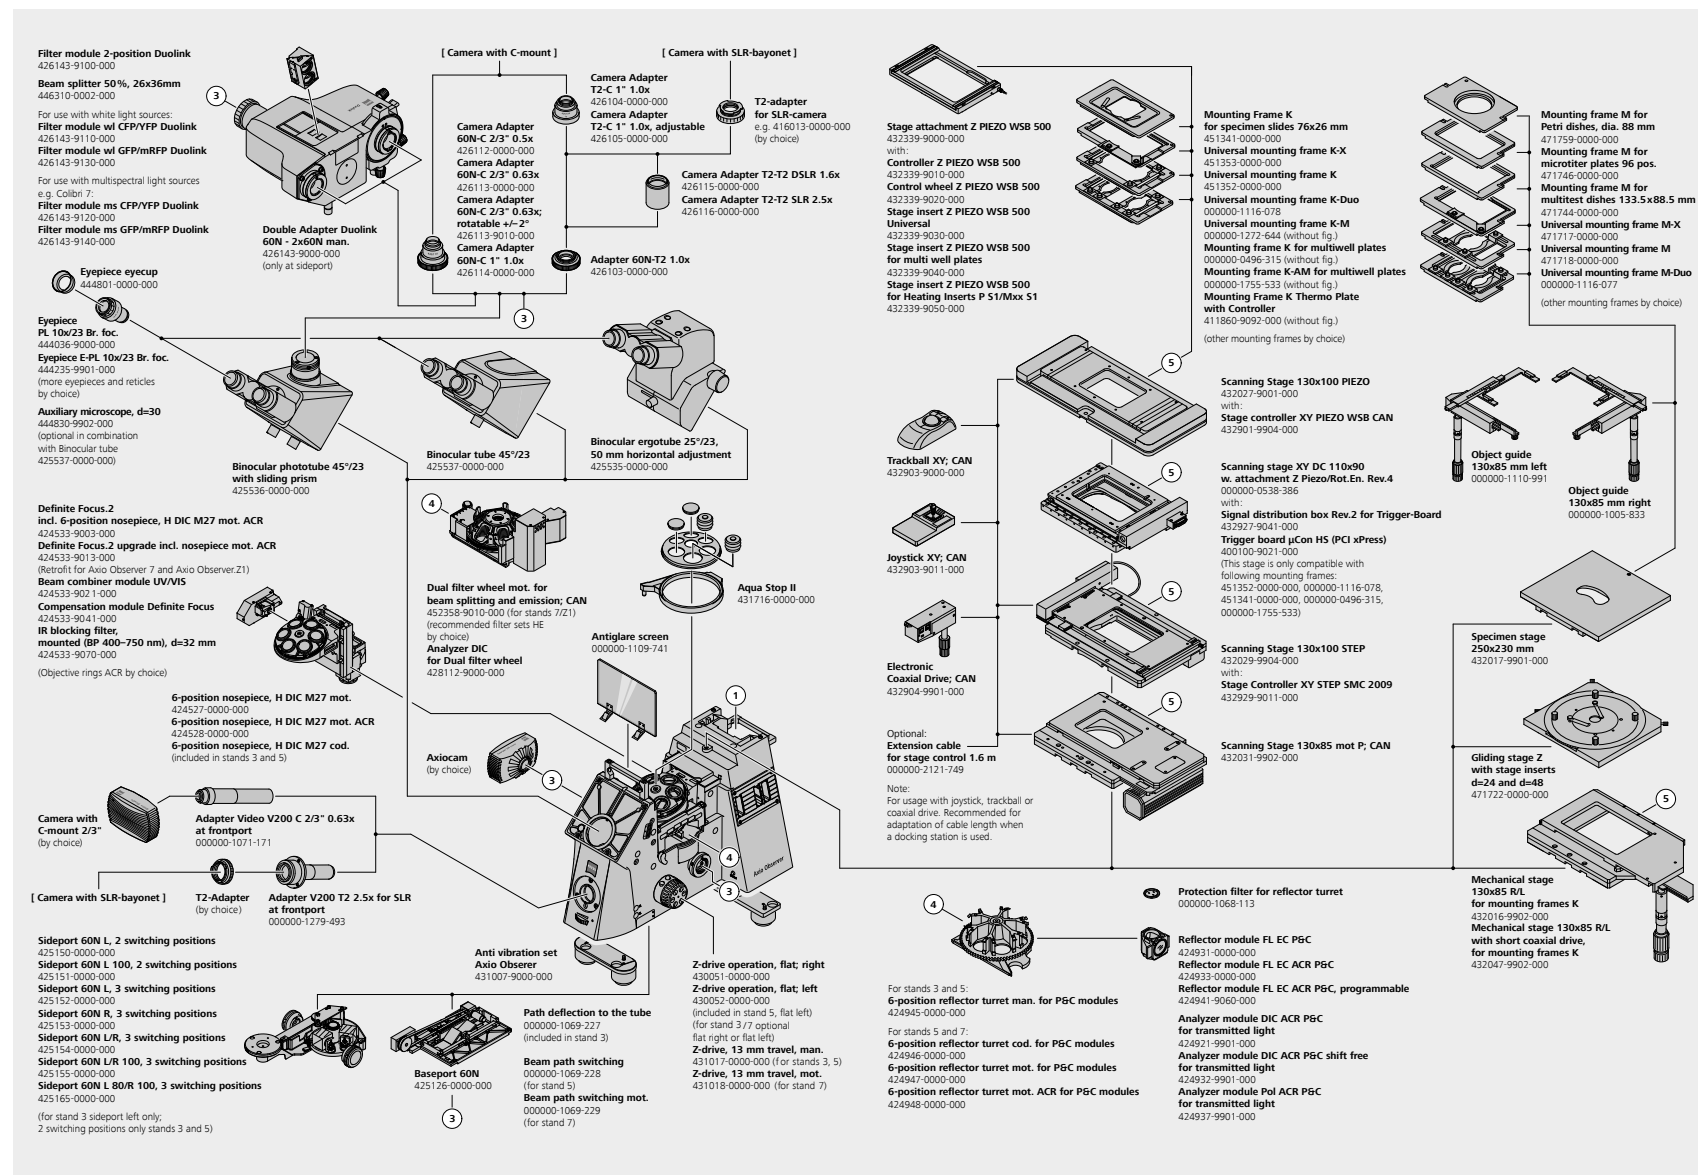 Filter module 2-position Duolink
426143-9100-000
Beam splitter 50%, 26x36mm
446310-0002-000
For use with white light sources:
Filter module wl CFP/YFP Duolink
426143-9110-000
Filter module wl GFP/mRFP Duolink
426143-9130-000
For use with multispectral light sources
e.g. Colibri 7:
Filter module ms CFP/YFP Duolink
426143-9120-000
Filter module ms GFP/mRFP Duolink
426143-9140-000
3
Double Adapter Duolink
60N - 2x60N man.
426143-9000-000
(only at sideport)
[ Camera with C-mount ]
[ Camera with SLR-bayonet ]
Camera Adapter
T2-C 1" 1.0x
426104-0000-000
Camera Adapter
T2-C 1" 1.0x, adjustable
426105-0000-000
T2-adapter
for SLR-camera
e.g. 416013-0000-000
(by choice)
Camera Adapter
60N-C 2/3" 0.5x
426112-0000-000
Camera Adapter
60N-C 2/3" 0.63x
426113-0000-000
Camera Adapter
60N-C 2/3" 0.63x;
rotatable +/−2°
426113-9010-000
Camera Adapter
60N-C 1" 1.0x
426114-0000-000
Camera Adapter T2-T2 DSLR 1.6x
426115-0000-000
Camera Adapter T2-T2 SLR 2.5x
426116-0000-000
Adapter 60N-T2 1.0x
426103-0000-000
3
Eyepiece eyecup
444801-0000-000
Eyepiece
PL 10x/23 Br. foc.
444036-9000-000
Eyepiece E-PL 10x/23 Br. foc.
444235-9901-000
(more eyepieces and reticles
by choice)
Auxiliary microscope, d=30
444830-9902-000
(optional in combination
with Binocular tube
425537-0000-000)
Binocular phototube 45°/23
with sliding prism
425536-0000-000
Binocular tube 45°/23
425537-0000-000
Binocular ergotube 25°/23,
50 mm horizontal adjustment
425535-0000-000
Definite Focus.2
incl. 6-position nosepiece, H DIC M27 mot. ACR
424533-9003-000
Definite Focus.2 upgrade incl. nosepiece mot. ACR
424533-9013-000
(Retrofit for Axio Observer 7 and Axio Observer.Z1)
Beam combiner module UV/VIS
424533-9021-000
Compensation module Definite Focus
424533-9041-000
IR blocking filter,
mounted (BP 400–750 nm), d=32 mm
424533-9070-000
(Objective rings ACR by choice)
4
Dual filter wheel mot. for
beam splitting and emission; CAN
452358-9010-000 (for stands 7/Z1)
(recommended filter sets HE
by choice)
Analyzer DIC
for Dual filter wheel
428112-9000-000
Aqua Stop II
431716-0000-000
Antiglare screen
000000-1109-741
6-position nosepiece, H DIC M27 mot.
424527-0000-000
6-position nosepiece, H DIC M27 mot. ACR
424528-0000-000
6-position nosepiece, H DIC M27 cod.
(included in stands 3 and 5)
Axiocam
(by choice)
3
1
4
3
Axio Observer
Camera with
C-mount 2/3"
(by choice)
Adapter Video V200 C 2/3" 0.63x
at frontport
000000-1071-171
[ Camera with SLR-bayonet ]
T2-Adapter
(by choice)
Adapter V200 T2 2.5x for SLR
at frontport
000000-1279-493
Sideport 60N L, 2 switching positions
425150-0000-000
Sideport 60N L 100, 2 switching positions
425151-0000-000
Sideport 60N L, 3 switching positions
425152-0000-000
Sideport 60N R, 3 switching positions
425153-0000-000
Sideport 60N L/R, 3 switching positions
425154-0000-000
Sideport 60N L/R 100, 3 switching positions
425155-0000-000
Sideport 60N L 80/R 100, 3 switching positions
425165-0000-000
(for stand 3 sideport left only;
2 switching positions only stands 3 and 5)
Anti vibration set
Axio Obserer
431007-9000-000
Baseport 60N
425126-0000-000
3
Path deflection to the tube
000000-1069-227
(included in stand 3)
Beam path switching
000000-1069-228
(for stand 5)
Beam path switching mot.
000000-1069-229
(for stand 7)
Z-drive operation, flat; right
430051-0000-000
Z-drive operation, flat; left
430052-0000-000
(included in stand 5, flat left)
(for stand 3/7 optional
flat right or flat left)
Z-drive, 13 mm travel, man.
431017-0000-000 (for stands 3, 5)
Z-drive, 13 mm travel, mot.
431018-0000-000 (for stand 7)
Stage attachment Z PIEZO WSB 500
432339-9000-000
with:
Controller Z PIEZO WSB 500
432339-9010-000
Control wheel Z PIEZO WSB 500
432339-9020-000
Stage insert Z PIEZO WSB 500
Universal
432339-9030-000
Stage insert Z PIEZO WSB 500
for multi well plates
432339-9040-000
Stage insert Z PIEZO WSB 500
for Heating Inserts P S1/Mxx S1
432339-9050-000
Mounting Frame K
for specimen slides 76x26 mm
451341-0000-000
Universal mounting frame K-X
451353-0000-000
Universal mounting frame K
451352-0000-000
Universal mounting frame K-Duo
000000-1116-078
Universal mounting frame K-M
000000-1272-644 (without fig.)
Mounting frame K for multiwell plates
000000-0496-315 (without fig.)
Mounting frame K-AM for multiwell plates
000000-1755-533 (without fig.)
Mounting Frame K Thermo Plate
with Controller
411860-9092-000 (without fig.)
(other mounting frames by choice)
Mounting frame M for
Petri dishes, dia. 88 mm
471759-0000-000
Mounting frame M for
microtiter plates 96 pos.
471746-0000-000
Mounting frame M for
multitest dishes 133.5x88.5 mm
471744-0000-000
Universal mounting frame M-X
471717-0000-000
Universal mounting frame M
471718-0000-000
Universal mounting frame M-Duo
000000-1116-077
(other mounting frames by choice)
5
Scanning Stage 130x100 PIEZO
432027-9001-000
with:
Stage controller XY PIEZO WSB CAN
432901-9904-000
Trackball XY; CAN
432903-9000-000
5
Scanning stage XY DC 110x90
w. attachment Z Piezo/Rot.En. Rev.4
000000-0538-386
with:
Signal distribution box Rev.2 for Trigger-Board
432927-9041-000
Trigger board µCon HS (PCI xPress)
400100-9021-000
(This stage is only compatible with
following mounting frames:
451352-0000-000, 000000-1116-078,
451341-0000-000, 000000-0496-315,
000000-1755-533)
Joystick XY; CAN
432903-9011-000
5
Electronic
Coaxial Drive; CAN
432904-9901-000
Scanning Stage 130x100 STEP
432029-9904-000
with:
Stage Controller XY STEP SMC 2009
432929-9011-000
5
Optional:
Extension cable
for stage control 1.6 m
000000-2121-749
Note:
For usage with joystick, trackball or
coaxial drive. Recommended for
adaptation of cable length when
a docking station is used.
Scanning Stage 130x85 mot P; CAN
432031-9902-000
Object guide
130x85 mm left
000000-1110-991
Object guide
130x85 mm right
000000-1005-833
Specimen stage
250x230 mm
432017-9901-000
Gliding stage Z
with stage inserts
d=24 and d=48
471722-0000-000
5
Mechanical stage
130x85 R/L
for mounting frames K
432016-9902-000
Mechanical stage 130x85 R/L
with short coaxial drive,
for mounting frames K
432047-9902-000
4
For stands 3 and 5:
6-position reflector turret man. for P&C modules
424945-0000-000
For stands 5 and 7:
6-position reflector turret cod. for P&C modules
424946-0000-000
6-position reflector turret mot. for P&C modules
424947-0000-000
6-position reflector turret mot. ACR for P&C modules
424948-0000-000
Protection filter for reflector turret
000000-1068-113
Reflector module FL EC P&C
424931-0000-000
Reflector module FL EC ACR P&C
424933-0000-000
Reflector module FL EC ACR P&C, programmable
424941-9060-000
Analyzer module DIC ACR P&C
for transmitted light
424921-9901-000
Analyzer module DIC ACR P&C shift free
for transmitted light
424932-9901-000
Analyzer module Pol ACR P&C
for transmitted light
424937-9901-000